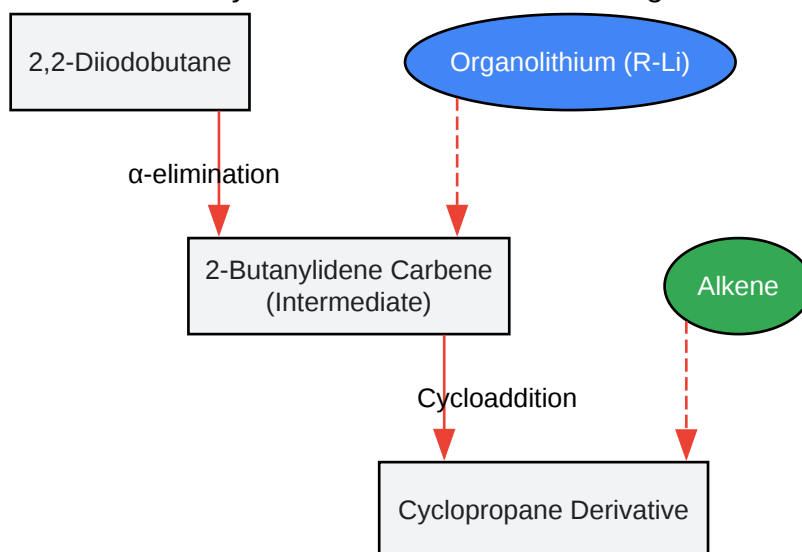 2,2-Diiodobutane
Organolithium (R-Li)
α-elimination
2-Butanylidene Carbene
(Intermediate)
Alkene
Cycloaddition
Cyclopropane Derivative